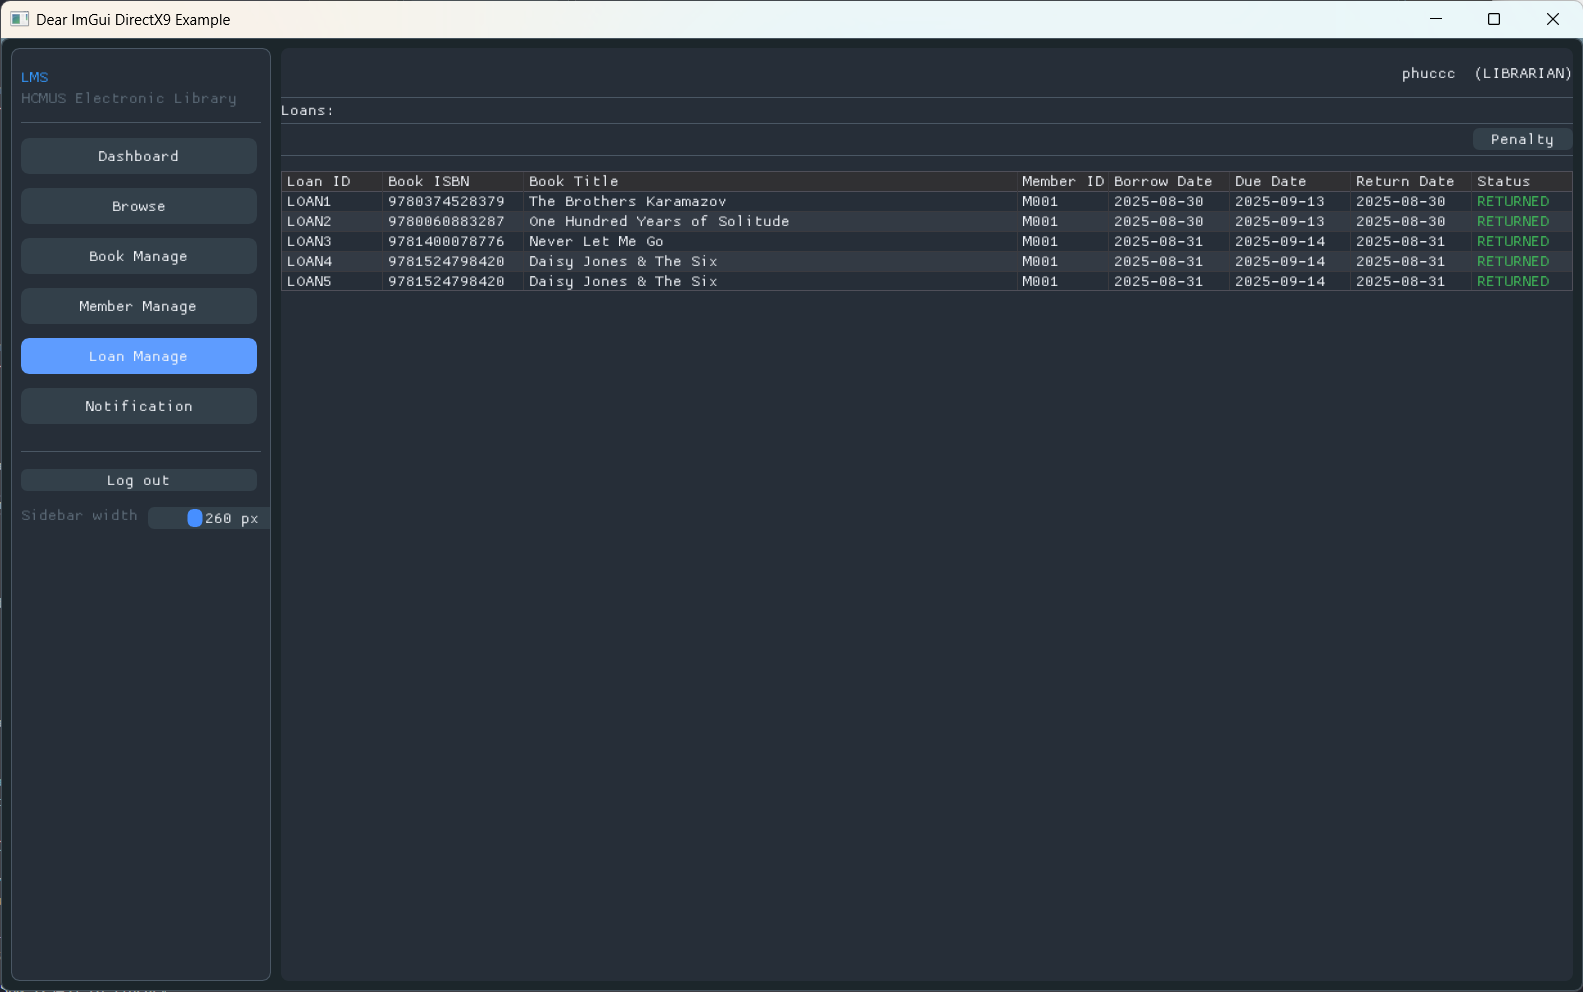 Dear ImGui DirectX9 Example
LMS
HCMUS Electronic Library
Dashboard
Browse
Book Manage
Member Manage
Loan Manage
Notification
Log out
Sidebar width 260 px
phuccc (LIBRARIAN)
Loans:
Penalty
Loan ID Book ISBN Book Title Member ID Borrow Date Due Date Return Date Status
LOAN1 9780374528379 The Brothers Karamazov M001 2025-08-30 2025-09-13 2025-08-30 RETURNED
LOAN2 9780060883287 One Hundred Years of Solitude M001 2025-08-30 2025-09-13 2025-08-30 RETURNED
LOAN3 9781400078776 Never Let Me Go M001 2025-08-31 2025-09-14 2025-08-31 RETURNED
LOAN4 9781524798420 Daisy Jones & The Six M001 2025-08-31 2025-09-14 2025-08-31 RETURNED
LOAN5 9781524798420 Daisy Jones & The Six M001 2025-08-31 2025-09-14 2025-08-31 RETURNED